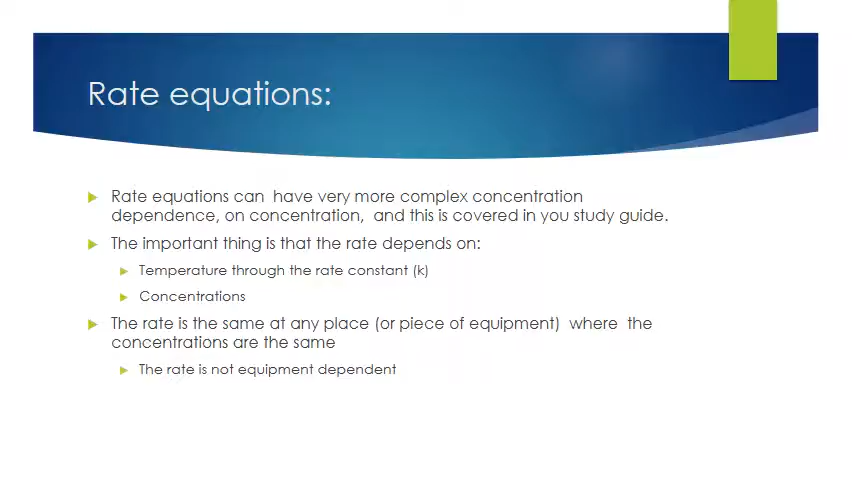 Rate equations:
Rate equations can have very more complex concentration
dependence, on concentration, and this is covered in you study guide.
The important thing is that the rate depends on:
Temperature through the rate constant (k)
Concentrations
The rate is the same at any place (or piece of equipment) where the
concentrations are the same
The rate is not equipment dependent